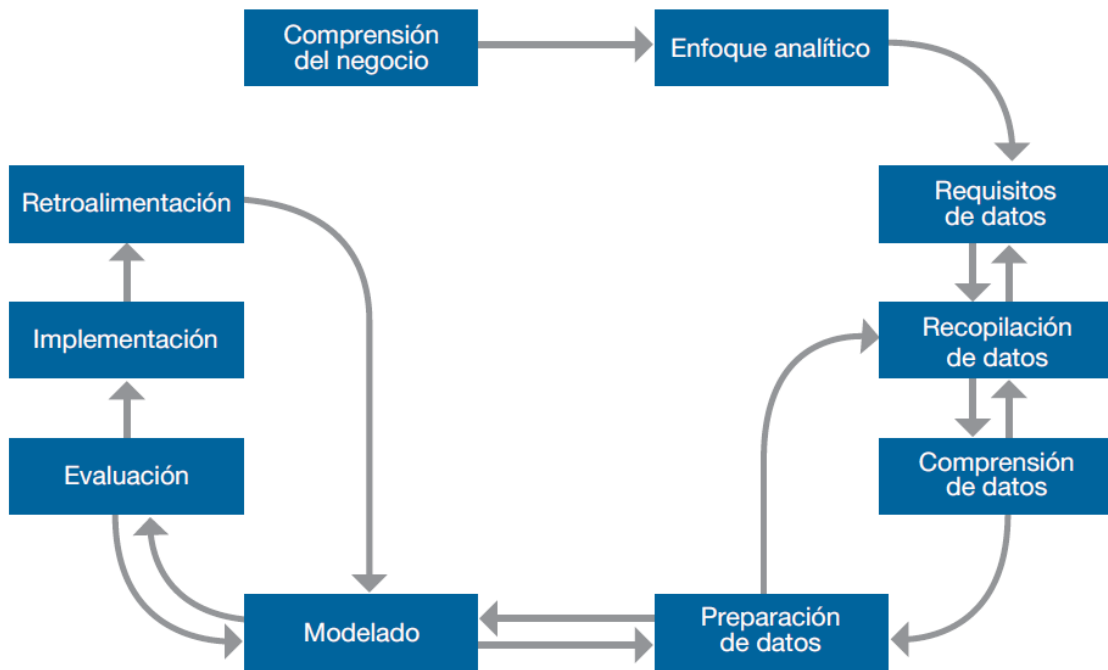 Comprensión
del negocio
Enfoque analítico
Requisitos
de datos
Recopilación
de datos
Comprensión
de datos
Preparación
de datos
Modelado
Evaluación
Implementación
Retroalimentación